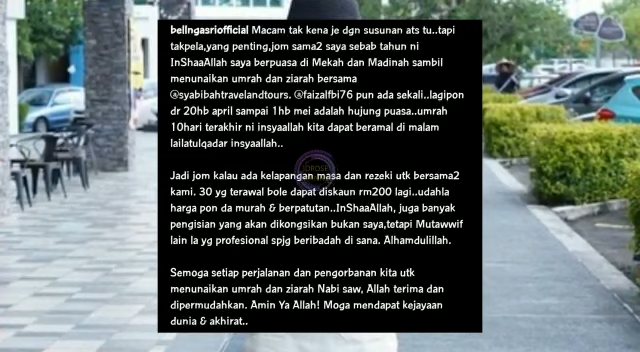 bellngasriofficial Macam tak kena je dgn susunan ats tu..tapi
takpela,yang penting,jom sama2 saya sebab tahun ni
InShaaAllah saya berpuasa di Mekah dan Madinah sambil
menunaikan umrah dan ziarah bersama
@syabibahtravelandtours. @faizalfbi76 pun ada sekali..lagipon
dr 20hb april sampai 1hb mei adalah hujung puasa..umrah
10hari terakhir ni insyaallah kita dapat beramal di malam
lailatulqadar insyaallah..
Jadi jom kalau ada kelapangan masa dan rezeki utk bersama2
kami. 30 yg terawal bole dapat diskaun rm200 lagi..udahla
harga pon da murah & berpatutan..InShaaAllah, juga banyak
pengisian yang akan dikongsikan bukan saya,tetapi Mutawwif
lain la yg profesional spjg beribadah di sana. Alhamdulillah.
Semoga setiap perjalanan dan pengorbanan kita utk
menunaikan umrah dan ziarah Nabi saw, Allah terima dan
dipermudahkan. Amin Ya Allah! Moga mendapat kejayaan
dunia & akhirat..